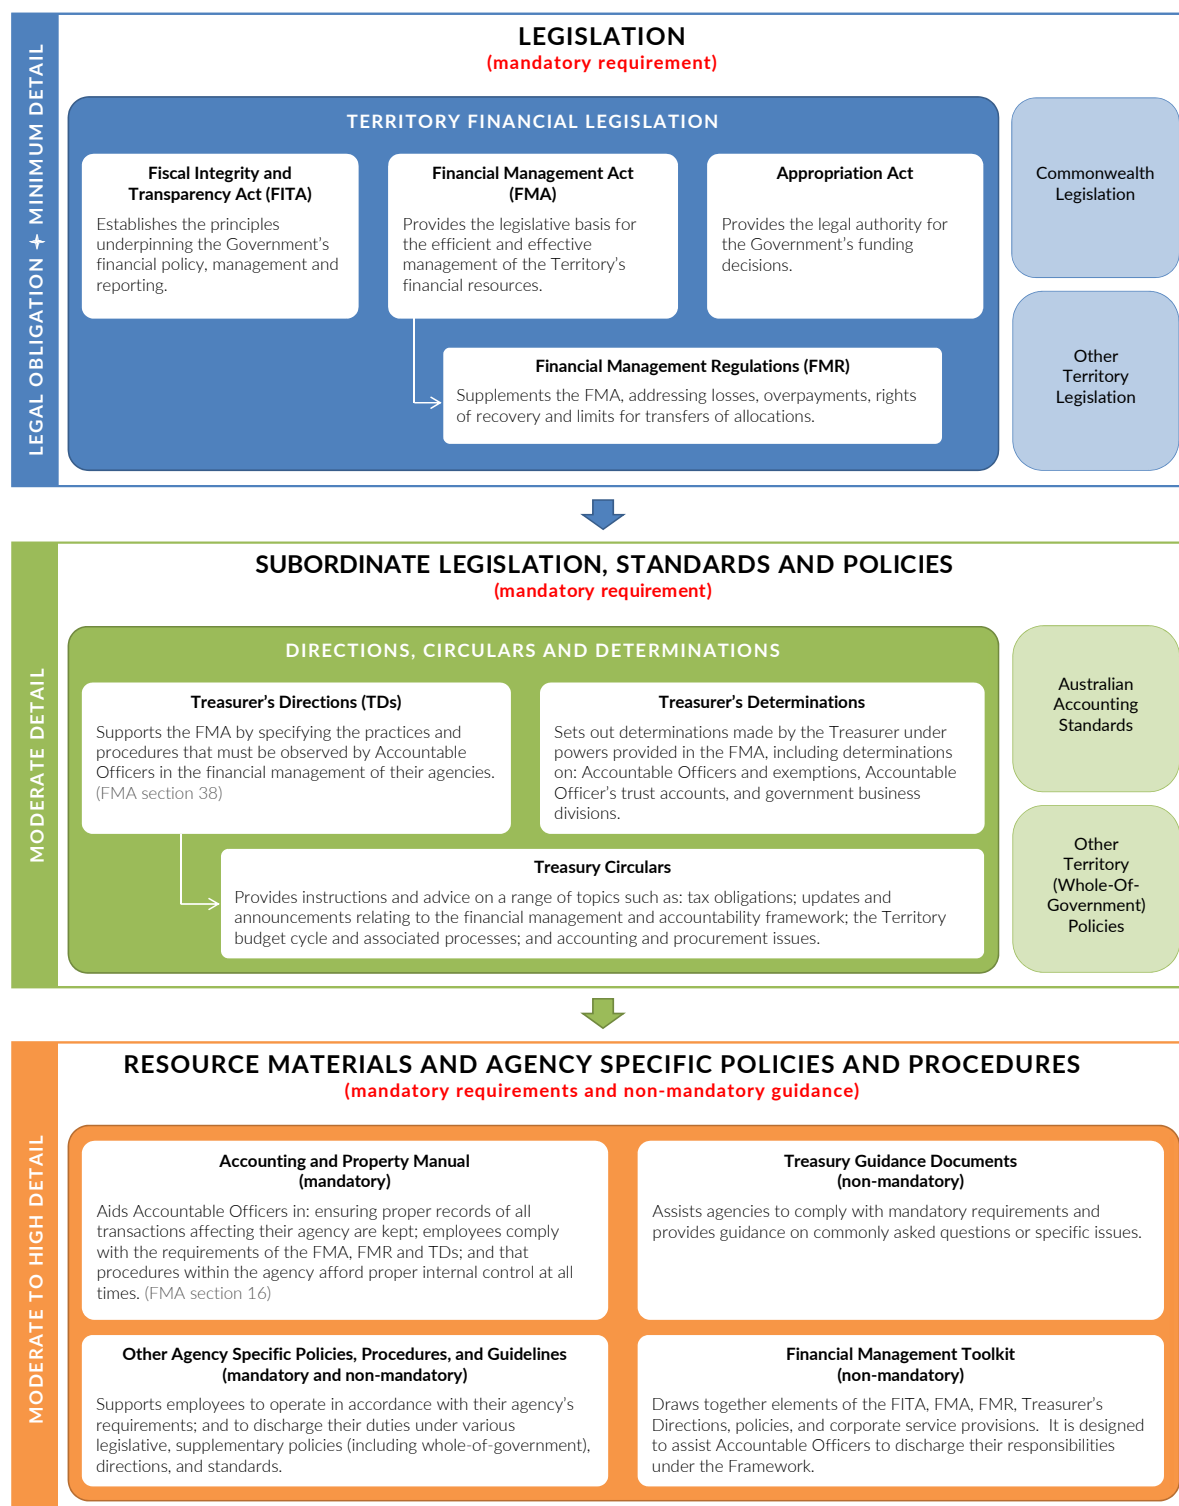 LEGAL OBLIGATION ✦ MINIMUM DETAIL
LEGISLATION
(mandatory requirement)
TERRITORY FINANCIAL LEGISLATION
Fiscal Integrity and
Transparency Act (FITA)
Establishes the principles
underpinning the Government’s
financial policy, management and
reporting.
Financial Management Act
(FMA)
Provides the legislative basis for
the efficient and effective
management of the Territory’s
financial resources.
Appropriation Act
Provides the legal authority for
the Government’s funding
decisions.
Financial Management Regulations (FMR)
Supplements the FMA, addressing losses, overpayments, rights
of recovery and limits for transfers of allocations.
Commonwealth
Legislation
Other
Territory
Legislation
MODERATE DETAIL
SUBORDINATE LEGISLATION, STANDARDS AND POLICIES
(mandatory requirement)
DIRECTIONS, CIRCULARS AND DETERMINATIONS
Treasurer’s Directions (TDs)
Supports the FMA by specifying the practices and
procedures that must be observed by Accountable
Officers in the financial management of their agencies.
(FMA section 38)
Treasurer’s Determinations
Sets out determinations made by the Treasurer under
powers provided in the FMA, including determinations
on: Accountable Officers and exemptions, Accountable
Officer’s trust accounts, and government business
divisions.
Treasury Circulars
Provides instructions and advice on a range of topics such as: tax obligations; updates and
announcements relating to the financial management and accountability framework; the Territory
budget cycle and associated processes; and accounting and procurement issues.
Australian
Accounting
Standards
Other
Territory
(Whole-Of-
Government)
Policies
MODERATE TO HIGH DETAIL
RESOURCE MATERIALS AND AGENCY SPECIFIC POLICIES AND PROCEDURES
(mandatory requirements and non-mandatory guidance)
Accounting and Property Manual
(mandatory)
Aids Accountable Officers in: ensuring proper records of all
transactions affecting their agency are kept; employees comply
with the requirements of the FMA, FMR and TDs; and that
procedures within the agency afford proper internal control at all
times. (FMA section 16)
Treasury Guidance Documents
(non-mandatory)
Assists agencies to comply with mandatory requirements and
provides guidance on commonly asked questions or specific issues.
Other Agency Specific Policies, Procedures, and Guidelines
(mandatory and non-mandatory)
Supports employees to operate in accordance with their agency’s
requirements; and to discharge their duties under various
legislative, supplementary policies (including whole-of-government),
directions, and standards.
Financial Management Toolkit
(non-mandatory)
Draws together elements of the FITA, FMA, FMR, Treasurer’s
Directions, policies, and corporate service provisions.  It is designed
to assist Accountable Officers to discharge their responsibilities
under the Framework.